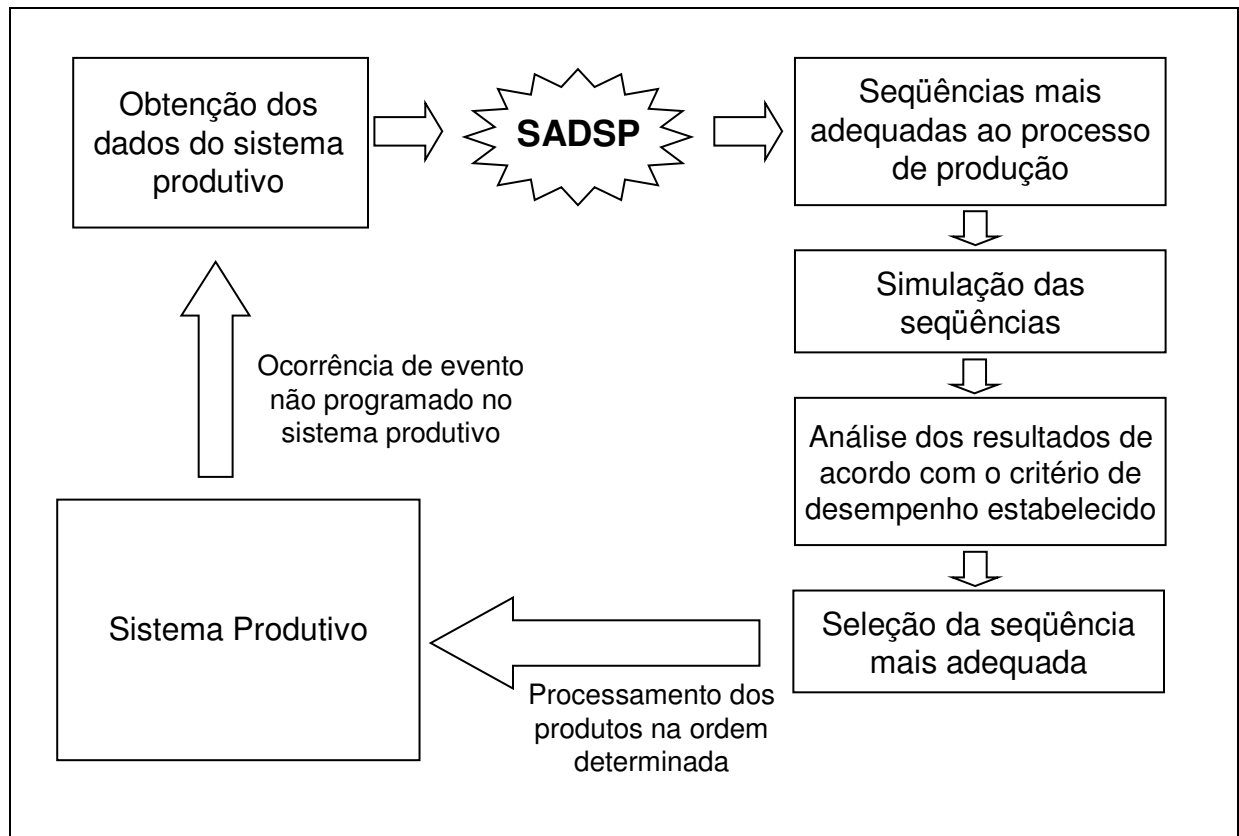 Obtenção dos
dados do sistema
produtivo
SADSP
Seqüências mais
adequadas ao processo
de produção
Simulação das
seqüências
Análise dos resultados de
acordo com o critério de
desempenho estabelecido
Seleção da seqüência
mais adequada
Processamento dos
produtos na ordem
determinada
Sistema Produtivo
Ocorrência de evento
não programado no
sistema produtivo